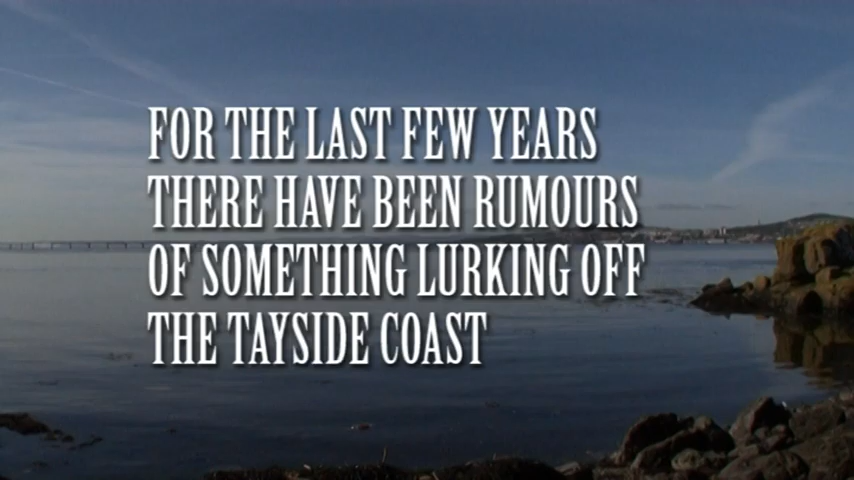 FOR THE LAST FEW YEARS
THERE HAVE BEEN RUMOURS
OF SOMETHING LURKING OFF
THE TAYSIDE COAST